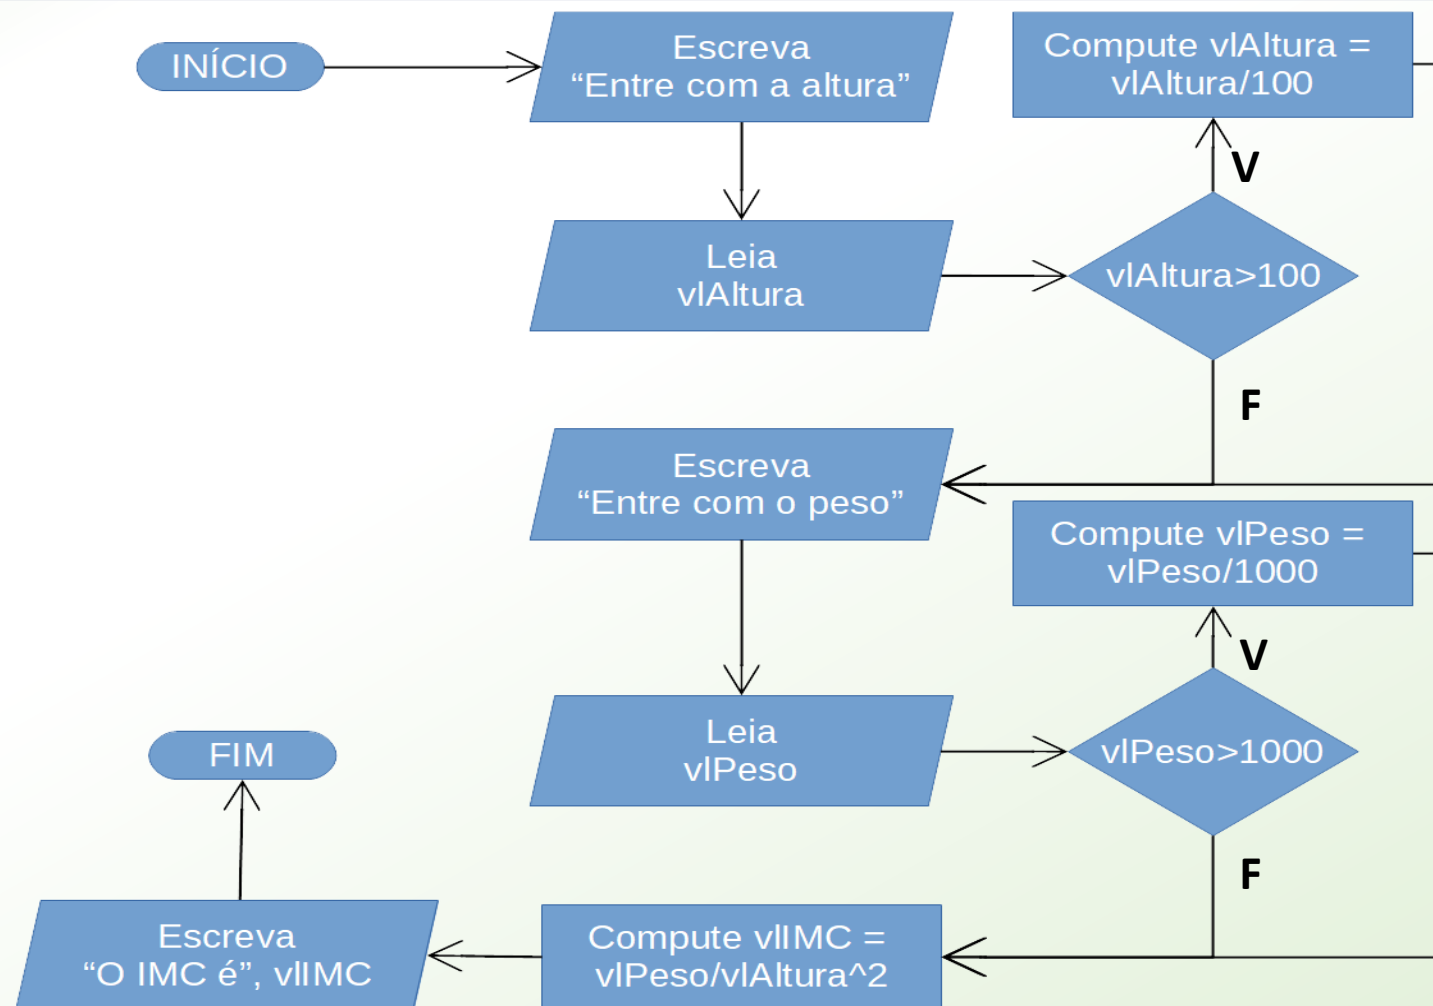 INÍCIO
Escreva
“Entre com a altura”
Leia
vlAltura
vlAltura>100
V
Compute vlAltura =
vlAltura/100
F
Escreva
“Entre com o peso”
Leia
vlPeso
vlPeso>1000
V
Compute vlPeso =
vlPeso/1000
F
Compute vlIMC =
vlPeso/vlAltura^2
Escreva
“O IMC é”, vlIMC
FIM